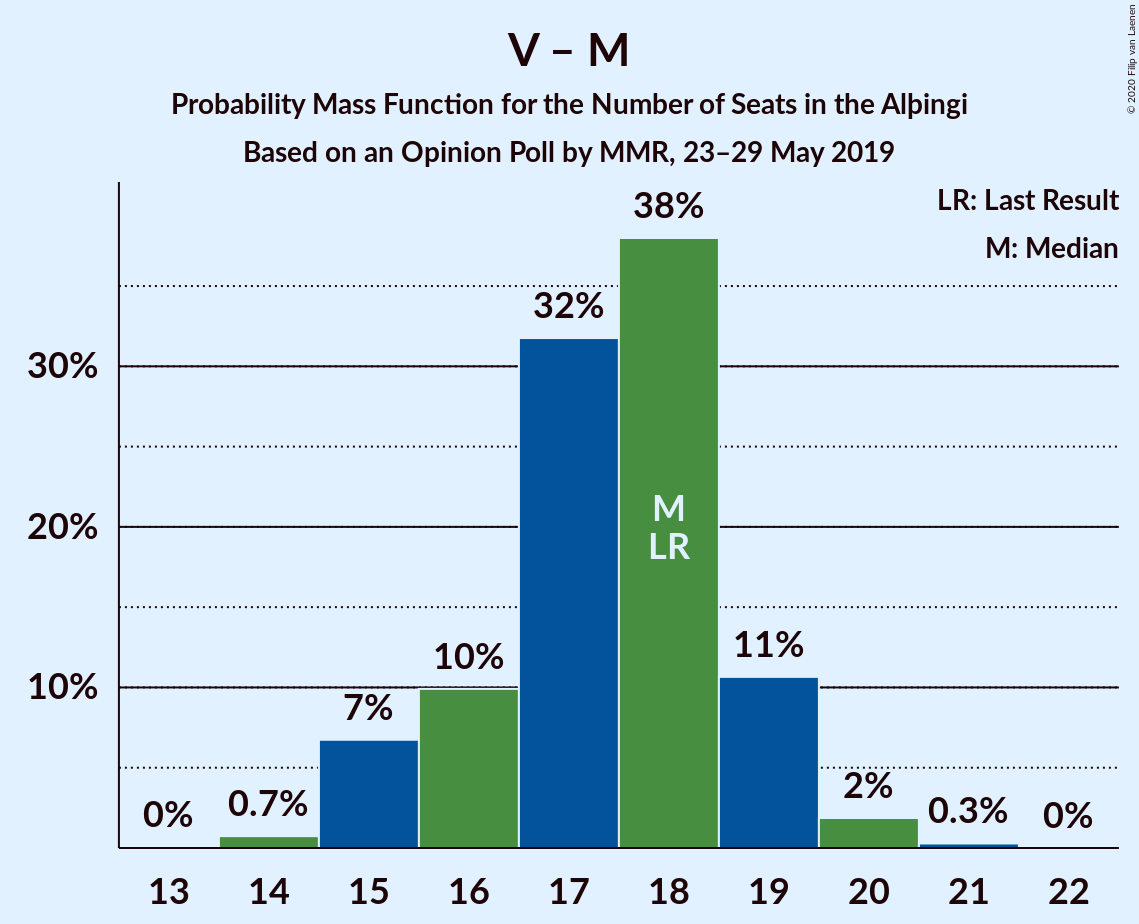 V – M
Probability Mass Function for the Number of Seats in the Alþingi
Based on an Opinion Poll by MMR, 23–29 May 2019
© 2020 Filip van Laenen
LR: Last Result
M: Median
38%
32%
30%
M
LR
20%
11%
10%
10%
7%
2%
0.7%
0.3%
0%
0%
13 14 15 16 17 18 19 20 21 22